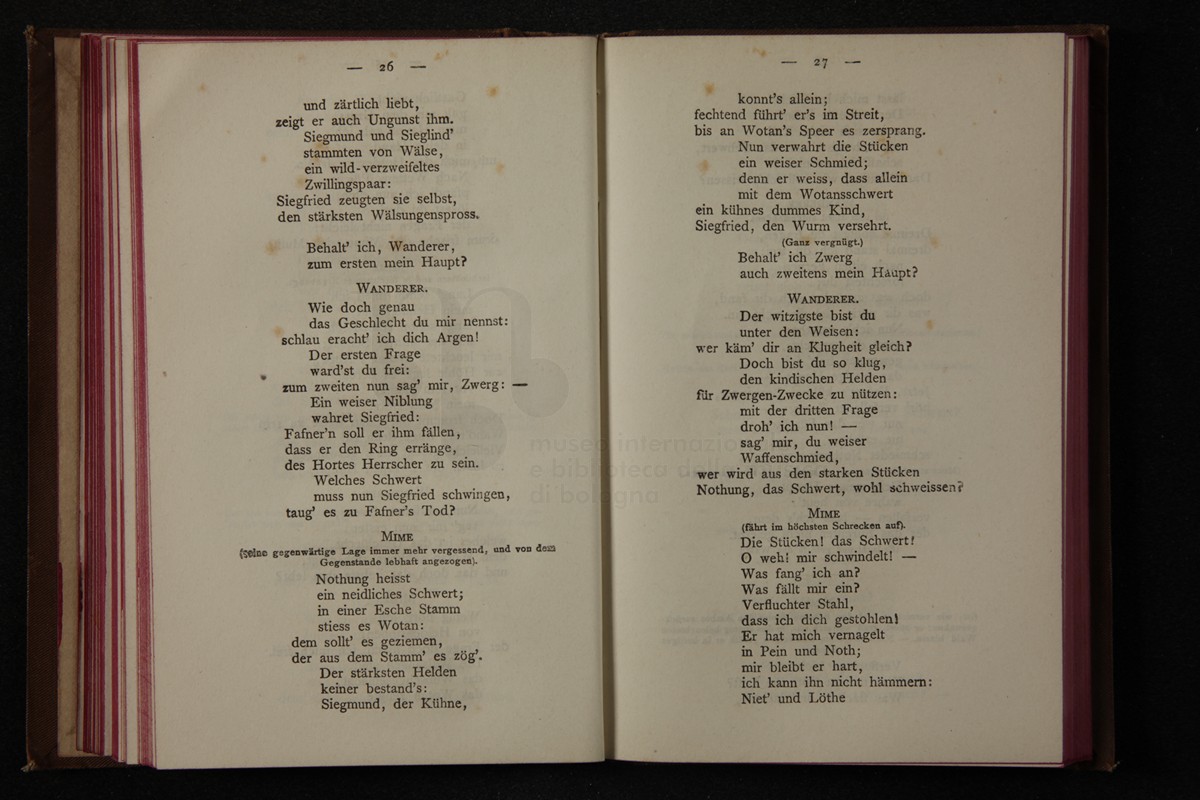 — 26 —
und zärtlich liebt,
zeigt er auch Ungunst ihm.
Siegmund und Sieglind'
stammten von Wälse,
ein wild-verzweifeltes
Zwillingspaar:
Siegfried zeugten sie selbst,
den stärksten Wälsungenspross.
Behalt' ich, Wanderer,
zum ersten mein Haupt?
WANDERER.
Wie doch genau
das Geschlecht du mir nennst:
schlau eracht' ich dich Argen!
Der ersten Frage
ward'st du frei:
zum zweiten nun sag' mir, Zwerg: —
Ein weiser Niblung
wahret Siegfried:
Fafner'n soll er ihm fällen,
dass er den Ring erränge,
des Hortes Herrscher zu sein.
Welches Schwert
muss nun Siegfried schwingen,
taug' es zu Fafner's Tod?
MIME
(seine gegenwärtige Lage immer mehr vergessend, und von dem
Gegenstande lebhaft angezogen).
Nothung heisst
ein neidliches Schwert;
in einer Esche Stamm
stiess es Wotan:
dem sollt' es geziemen,
der aus dem Stamm' es zög'.
Der stärksten Helden
keiner bestand's:
Siegmund, der Kühne,
— 27 —
konnt's allein;
fechtend führt' er's im Streit,
bis an Wotan's Speer es zersprang.
Nun verwahrt die Stücken
ein weiser Schmied;
denn er weiss, dass allein
mit dem Wotansschwert
ein kühnes dummes Kind,
Siegfried, den Wurm versehrt.
(Ganz vergnügt.)
Behalt' ich Zwerg
auch zweitens mein Haupt?
WANDERER.
Der witzigste bist du
unter den Weisen:
wer käm' dir an Klugheit gleich?
Doch bist du so klug,
den kindischen Helden
für Zwergen-Zwecke zu nützen:
mit der dritten Frage
droh' ich nun! —
sag' mir, du weiser
Waffenschmied,
wer wird aus den starken Stücken
Nothung, das Schwert, wohl schweissen?
MIME
(fährt im höchsten Schrecken auf).
Die Stücken! das Schwert!
O weh! mir schwindelt! —
Was fang' ich an?
Was fällt mir ein?
Verfluchter Stahl,
dass ich dich gestohlen!
Er hat mich vernagelt
in Pein und Noth;
mir bleibt er hart,
ich kann ihn nicht hämmern:
Niet' und Löthe
museo internazio
e biblioteca de
di bologna